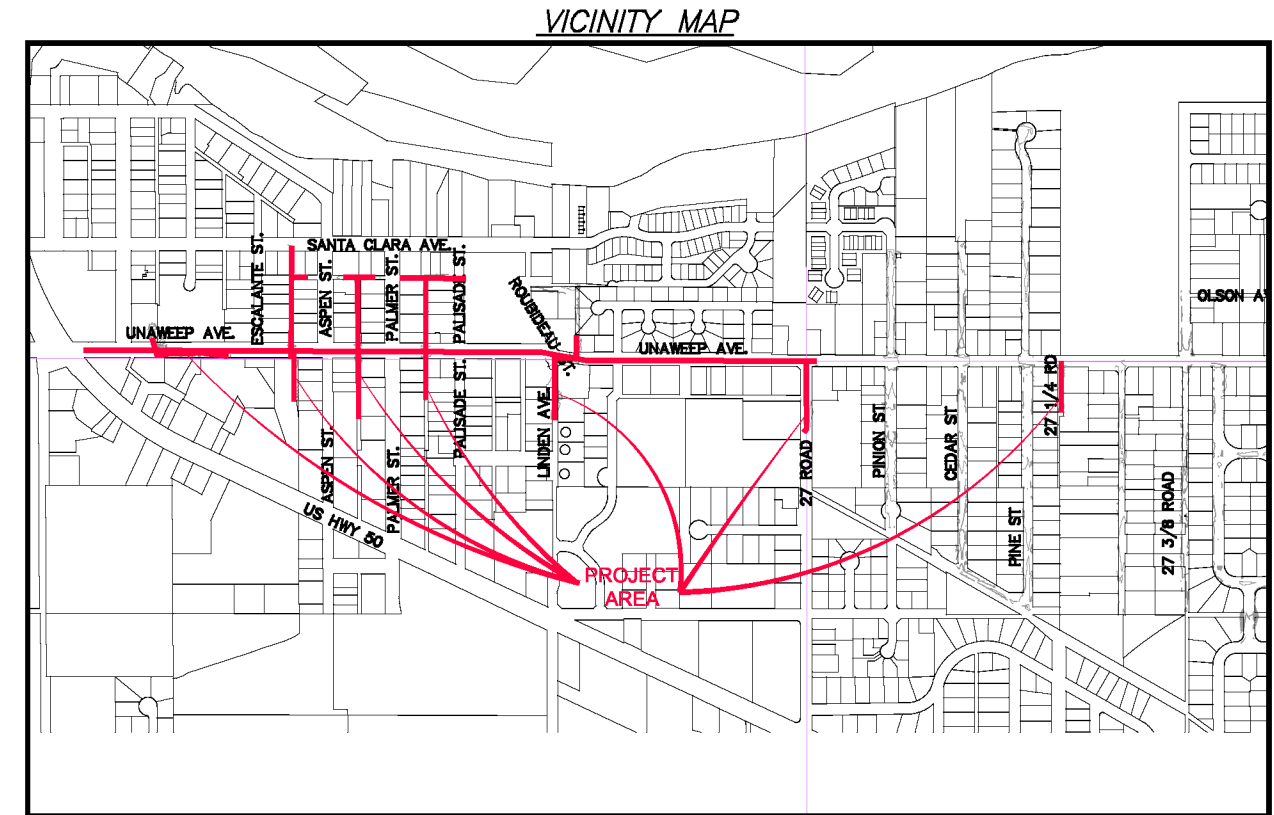 VICINITY MAP
SANTA CLARA AVE.
ESCALANTE ST.
ASPEN ST.
PALMER ST.
PALISADE ST.
ROUBIDEAU ST.
OLSON AV
UNAWEEP AVE.
UNAWEEP AVE.
ASPEN ST.
PALMER ST.
PALISADE ST.
LINDEN AVE.
27 ROAD
PINION ST
CEDAR ST
PINE ST
27 1/4 RD
27 3/8 ROAD
US HWY 50
PROJECT
AREA